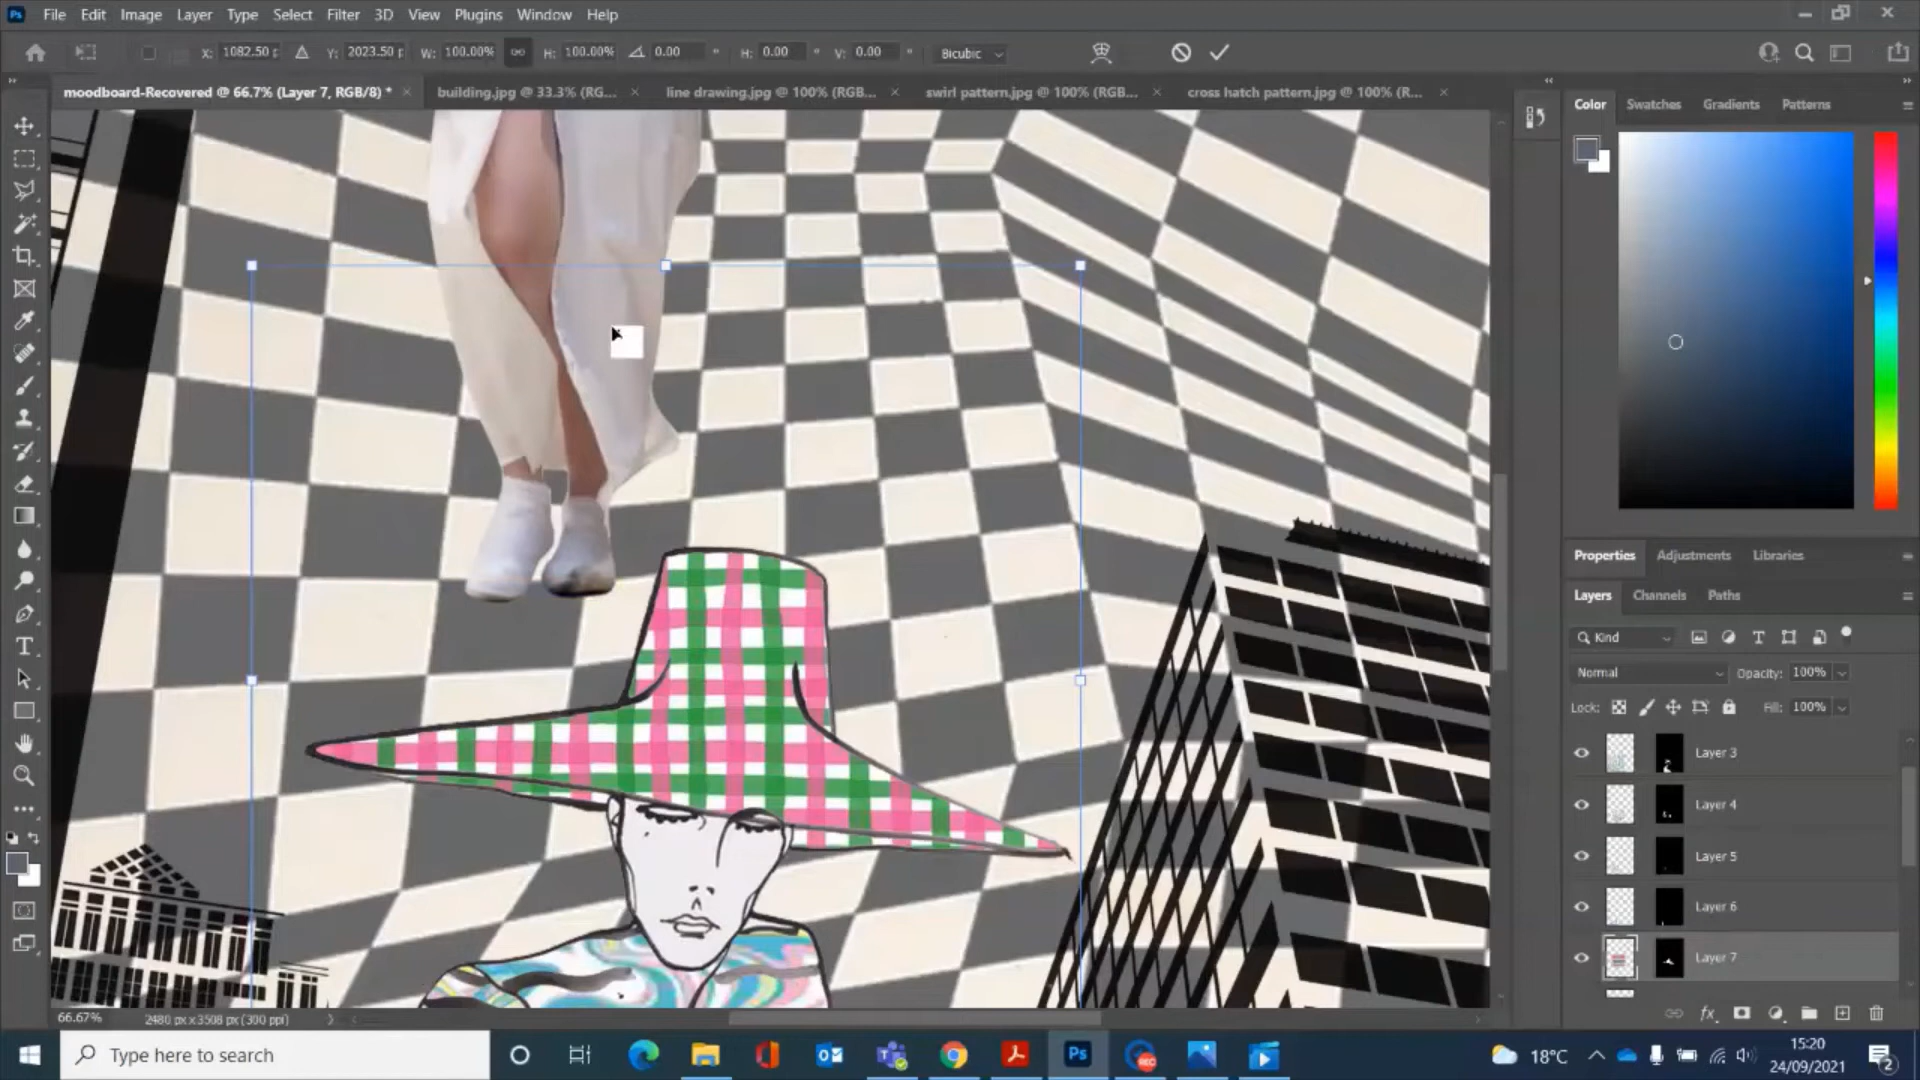 Ps File Edit Image Layer Type Select Filter 3D View Plugins Window Help
X: 1082.50 p Y: 2023.50 p W: 100.00% H: 100.00% 0.00 ° H: 0.00 ° V: 0.00 ° Bicubic
moodboard-Recovered @ 66.7% (Layer 7, RGB/8) * × building.jpg @ 33.3% (RG... × line drawing.jpg @ 100% (RGB... × swirl pattern.jpg @ 100% (RGB... × cross hatch pattern.jpg @ 100% (R... ×
Color Swatches Gradients Patterns
Properties Adjustments Libraries
Layers Channels Paths
Kind
Normal Opacity: 100%
Lock: Fill: 100%
Layer 3
Layer 4
Layer 5
Layer 6
Layer 7
66.67% 2480 px x 3508 px (300 ppi)
Type here to search
REC
Ps
18°C
15:20
24/09/2021
2